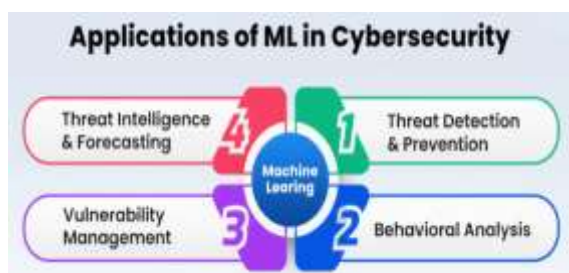 Applications of ML in Cybersecurity
Threat Intelligence
& Forecasting
4
1
Threat Detection
& Prevention
Machine
Learing
Vulnerability
Management
3
2
Behavioral Analysis